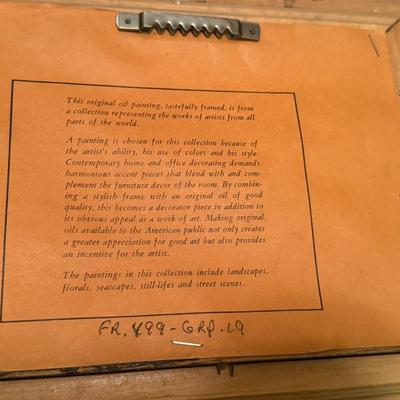 This original oil painting, tastefully framed, is from
a collection representing the works of artists from all
parts of the world.
A painting is chosen for this collection because of
the artist's ability, his use of colors and his style.
Contemporary home and office decorating demands
harmonious accent pieces that blend with and com-
plement the furniture decor of the room. By combin-
ing a stylish frame with an original oil of good
quality, this becomes a decorator piece in addition to
its obvious appeal as a work of art. Making original
oils available to the American public not only creates
a greater appreciation for good art but also provides
an incentive for the artist.
The paintings in this collection include landscapes,
florals, seascapes, still-lifes and street scenes.
FR. 499-GRP. 19